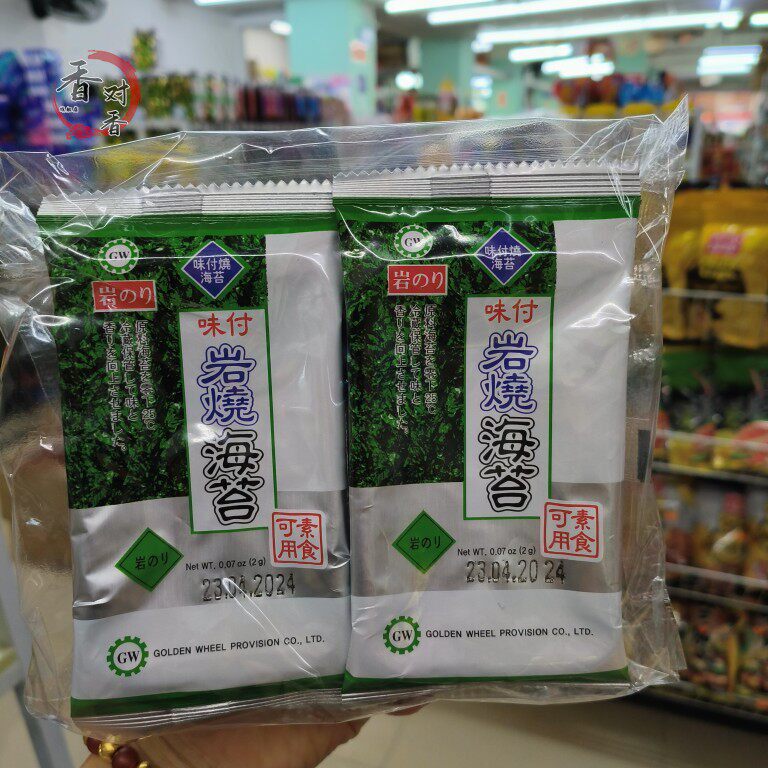 香对香
GW
味付燒
海苔
岩のり
味付
岩燒海苔
原料海苔を零下25℃
冷蔵保苔して味と
香りを向上させました。
素食
可用
岩のり
Net WT. 0.07 oz (2 g)
23.04.2024
GW
GOLDEN WHEEL PROVISION CO., LTD.
GW
味付燒
海苔
岩のり
味付
岩燒海苔
原料海苔を零下25℃
冷蔵保苔して味と
香りを向上させました。
素食
可用
岩のり
Net WT. 0.07 oz (2 g)
23.04.2024
GW
GOLDEN WHEEL PROVISION CO., LTD.